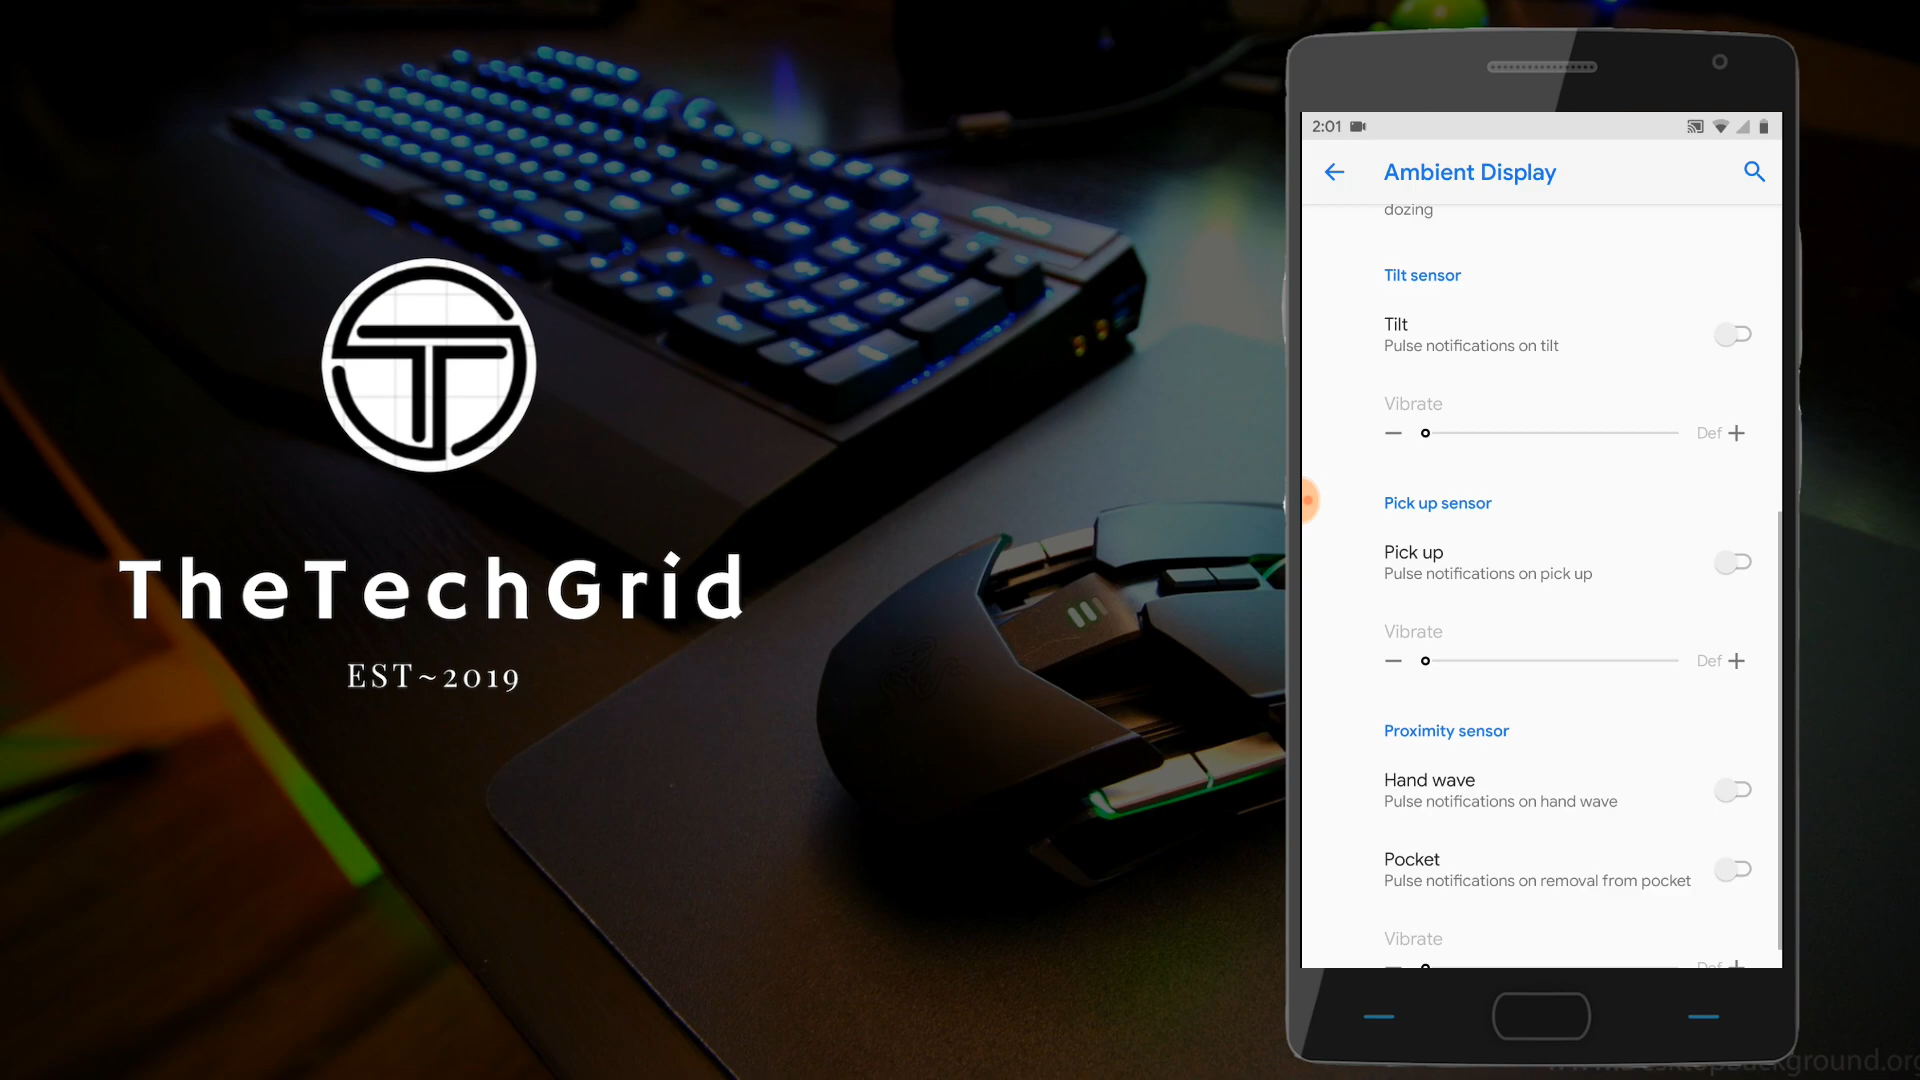 TheTechGrid
EST~2019
2:01
Ambient Display
dozing
Tilt sensor
Tilt
Pulse notifications on tilt
Vibrate
Def
Pick up sensor
Pick up
Pulse notifications on pick up
Vibrate
Def
Proximity sensor
Hand wave
Pulse notifications on hand wave
Pocket
Pulse notifications on removal from pocket
Vibrate
Def